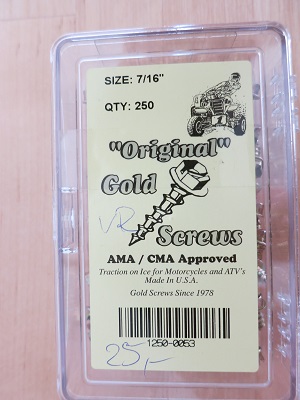 SIZE: 7/16"
QTY: 250
"Original"
Gold
Screws
VR
AMA / CMA Approved
Traction on Ice for Motorcycles and ATV's
Made In U.S.A.
Gold Screws Since 1978
1250-0053
25,-